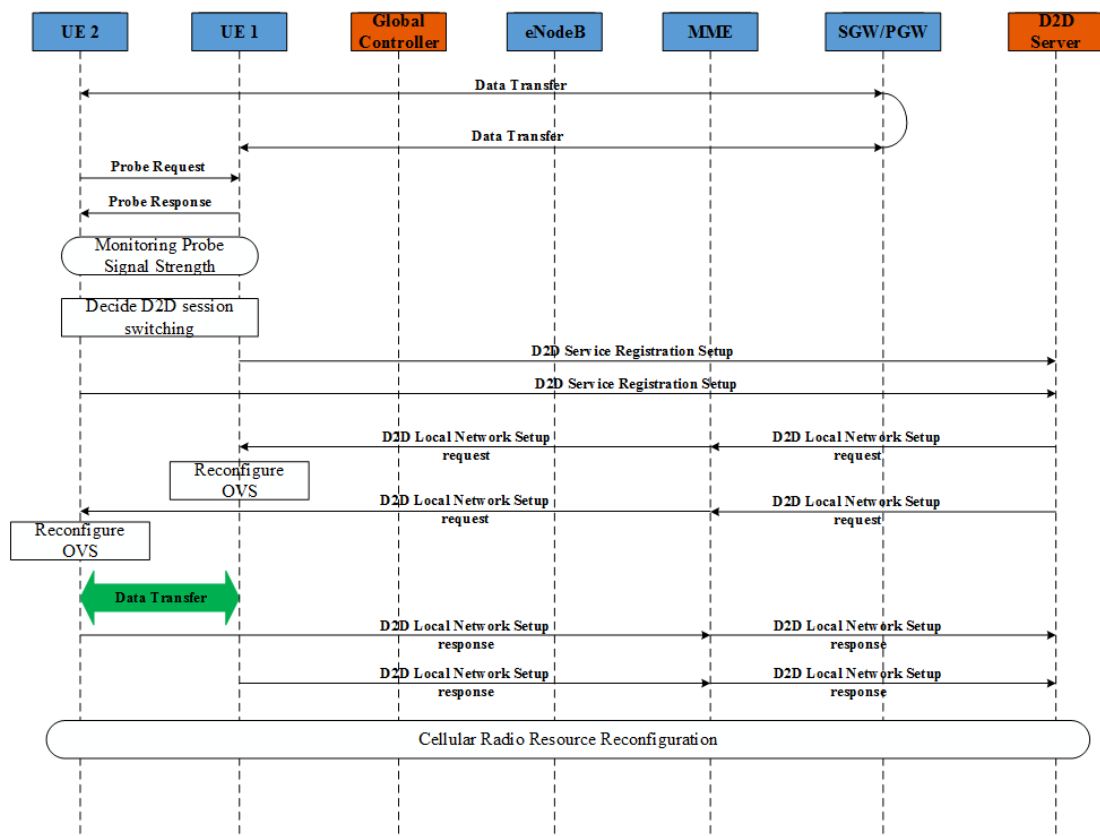 UE 2
UE 1
Global
Controller
eNodeB
MME
SGW/PGW
D2D
Server
Data Transfer
Data Transfer
Probe Request
Probe Response
Monitoring Probe
Signal Strength
Decide D2D session
switching
D2D Service Registration Setup
D2D Service Registration Setup
D2D Local Network Setup
request
D2D Local Network Setup
request
Reconfigure
OVS
D2D Local Network Setup
request
D2D Local Network Setup
request
Reconfigure
OVS
Data Transfer
D2D Local Network Setup
response
D2D Local Network Setup
response
D2D Local Network Setup
response
D2D Local Network Setup
response
Cellular Radio Resource Reconfiguration